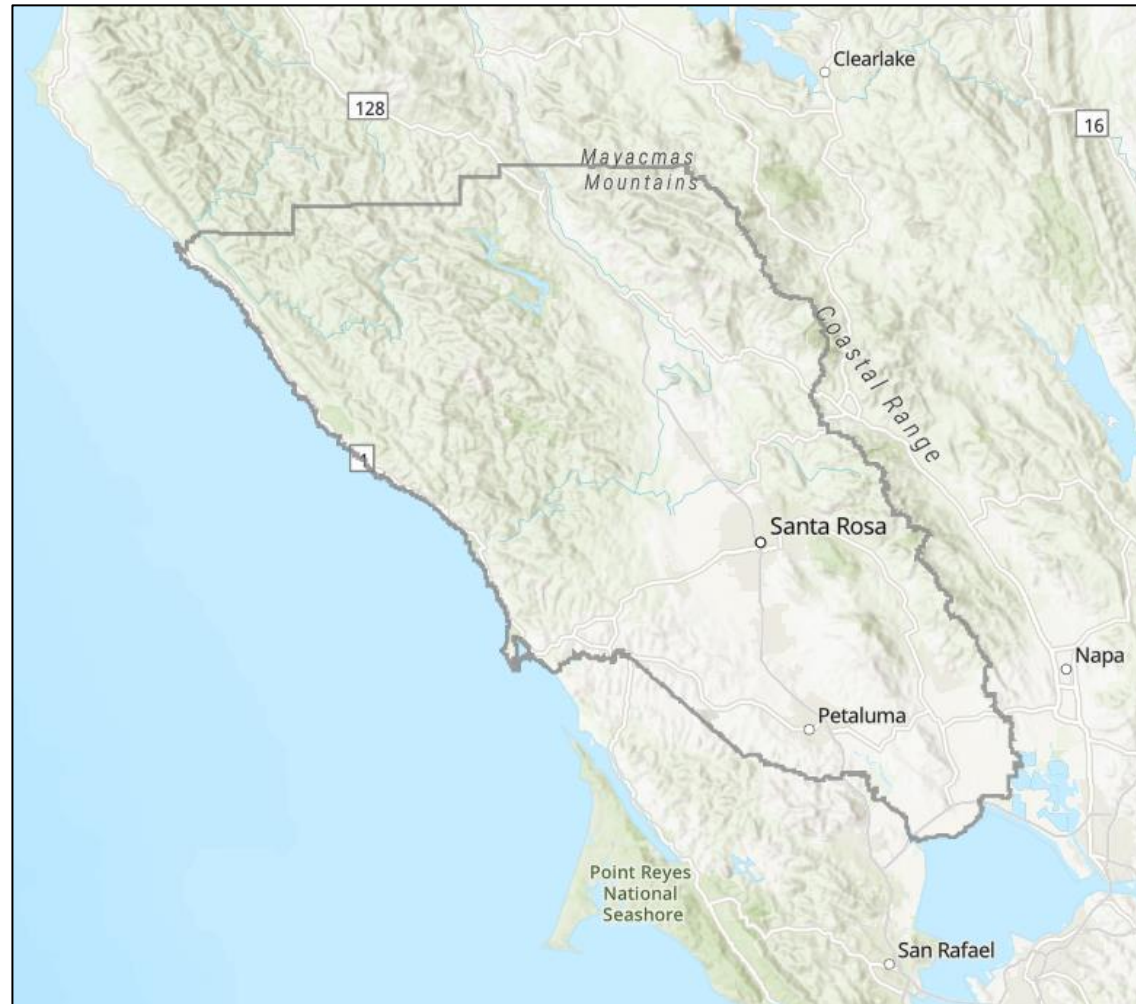 Clearlake
128
16
Mayacmas
Mountains
Coastal Range
1
Santa Rosa
Napa
Petaluma
Point Reyes
National
Seashore
San Rafael